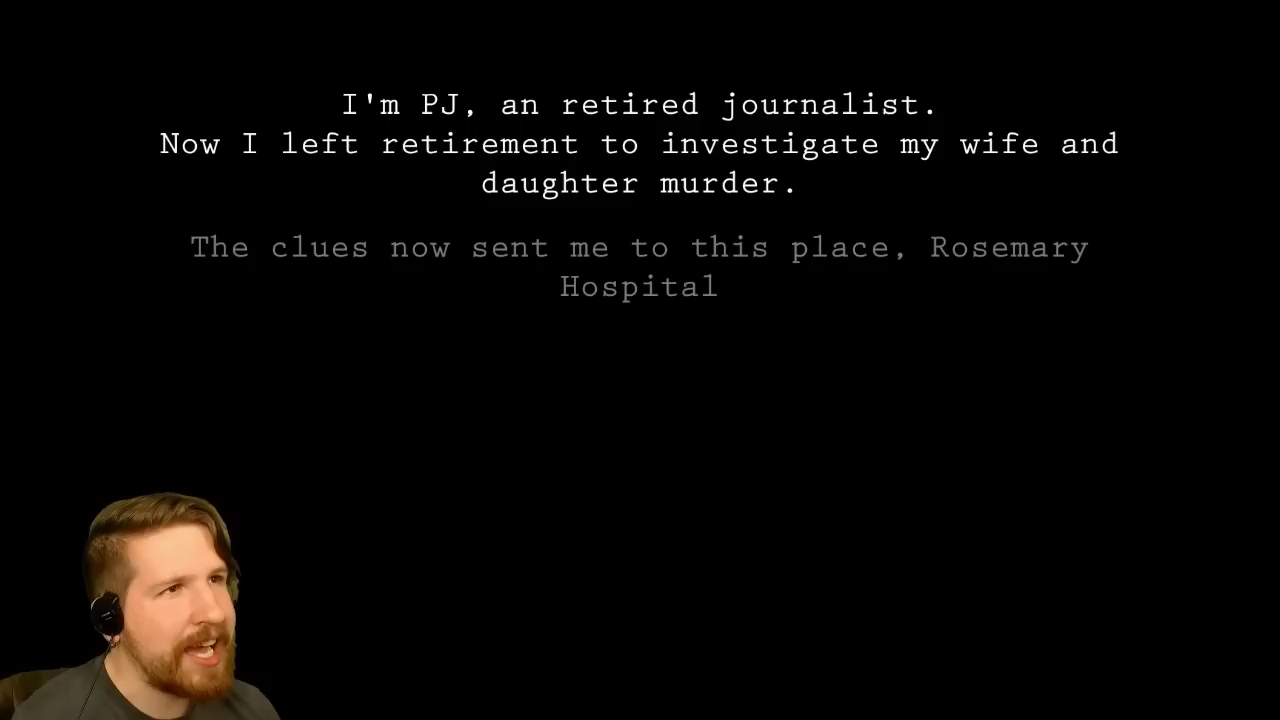 I'm PJ, an retired journalist.
Now I left retirement to investigate my wife and
daughter murder.
The clues now sent me to this place, Rosemary
Hospital